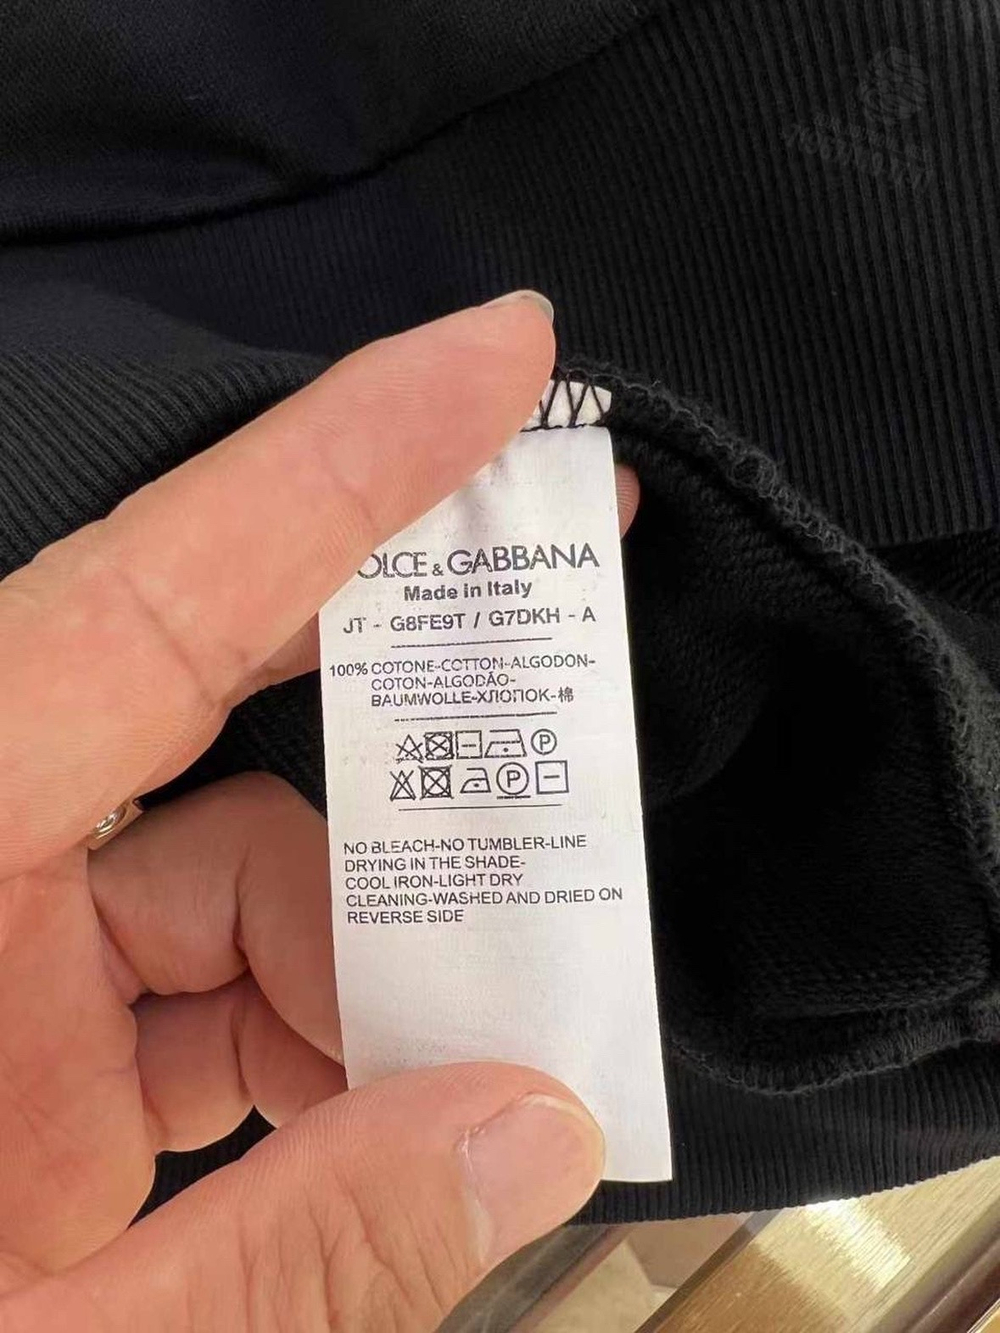 OLCE & GABBANA
Made in Italy
JT - G8FE9T / G7DKH - A
100% COTONE-COTTON-ALGODON-
COTON-ALGODÃO-
BAUMWOLLE-ХЛОПОК-棉
P
P
NO BLEACH-NO TUMBLER-LINE
DRYING IN THE SHADE-
COOL IRON-LIGHT DRY
CLEANING-WASHED AND DRIED ON
REVERSE SIDE